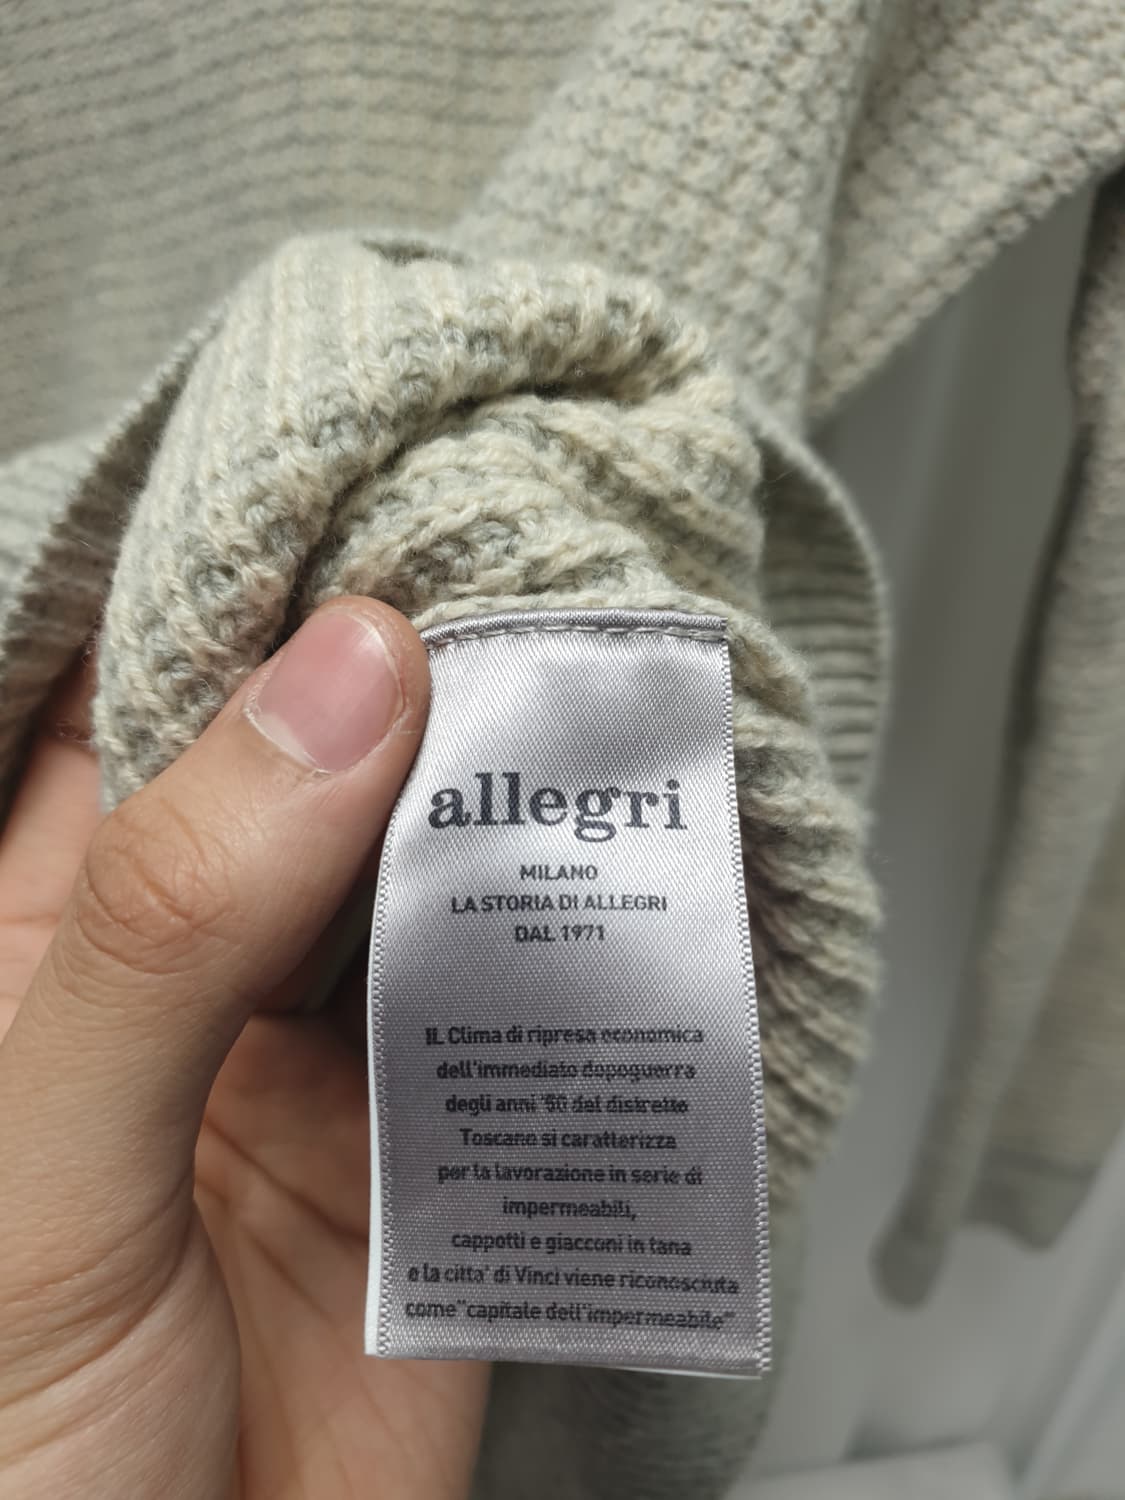 allegri
MILANO
LA STORIA DI ALLEGRI
DAL 1971
IL Clima di ripresa economica
dell'immediato dopoguerra
degli anni '50 del distretto
Toscano si caratterizza
per la lavorazione in serie di
impermeabili,
cappotti e giacconi in tana
e la citta' di Vinci viene riconosciuta
come"capitale dell'impermeabile"